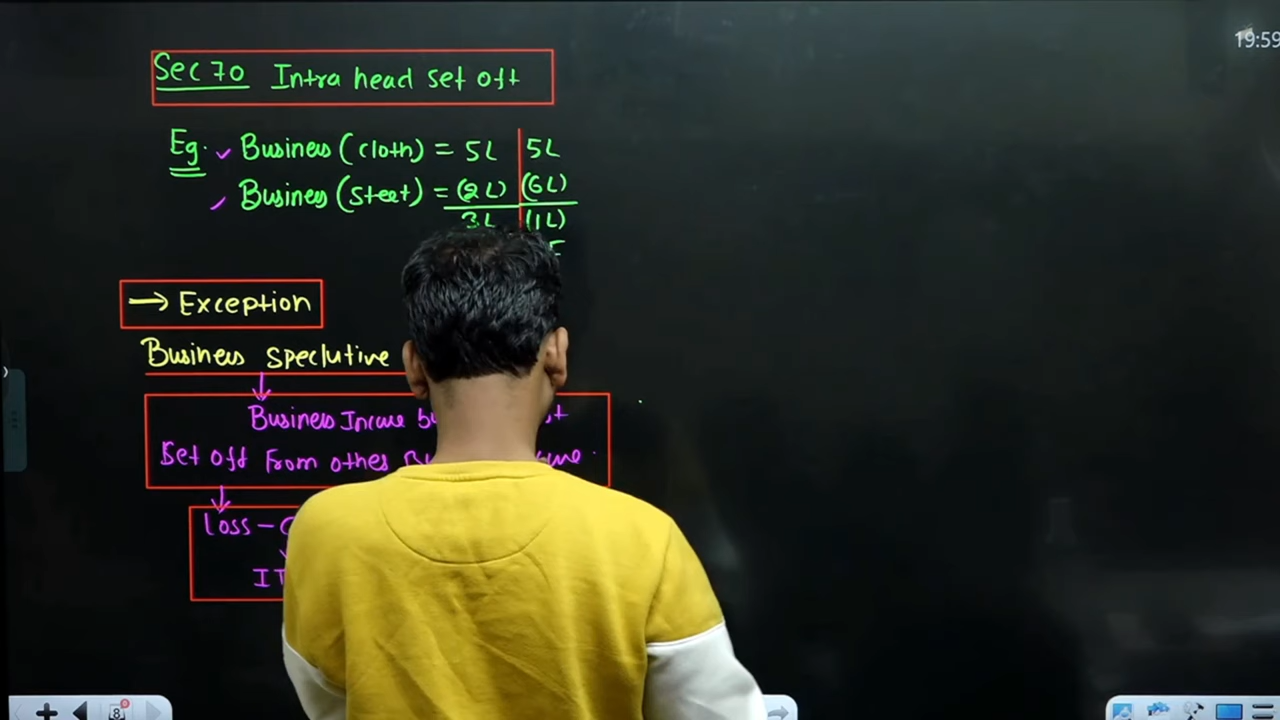 19:59
Sec 70 Intra head set off
Eg. Business (cloth) = 5L 5L
Business (Steel) = (2L) (6L)
3L (1L)
→ Exception
Business speclutive
Business Income
Set off From other
Loss -
8